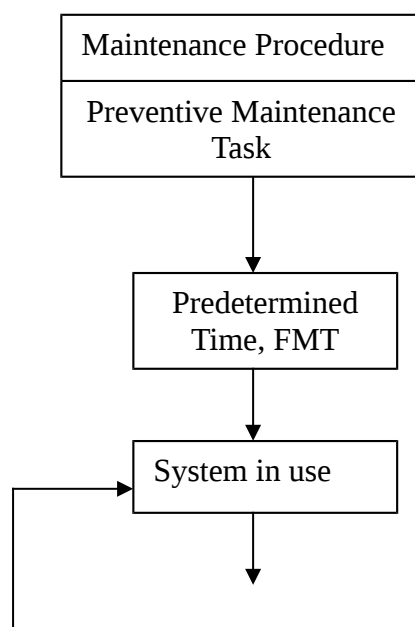 Maintenance Procedure
Preventive Maintenance
Task
Predetermined
Time, FMT
System in use